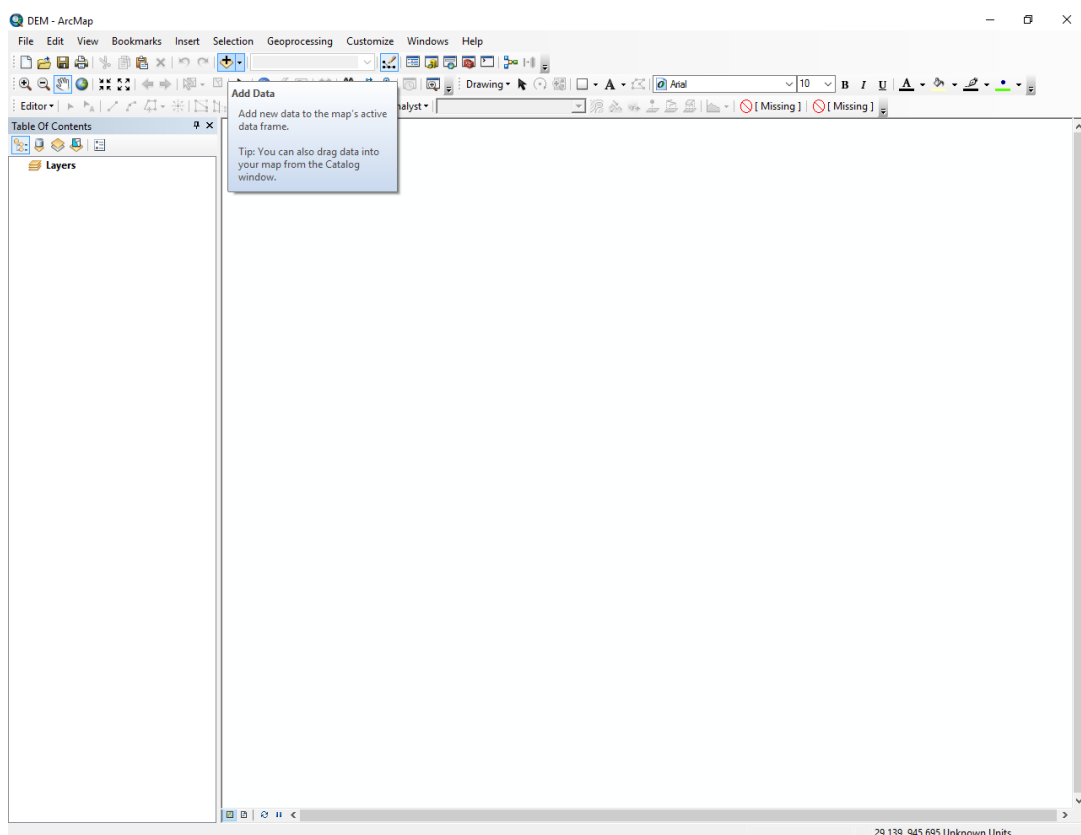 DEM - ArcMap
File Edit View Bookmarks Insert Selection Geoprocessing Customize Windows Help
Drawing A Arial 10 B I U A
Editor alyst [ Missing ] [ Missing ]
Add Data
Add new data to the map's active
data frame.
Tip: You can also drag data into
your map from the Catalog
window.
Table Of Contents
Layers
29.139 945.695 Unknown Units